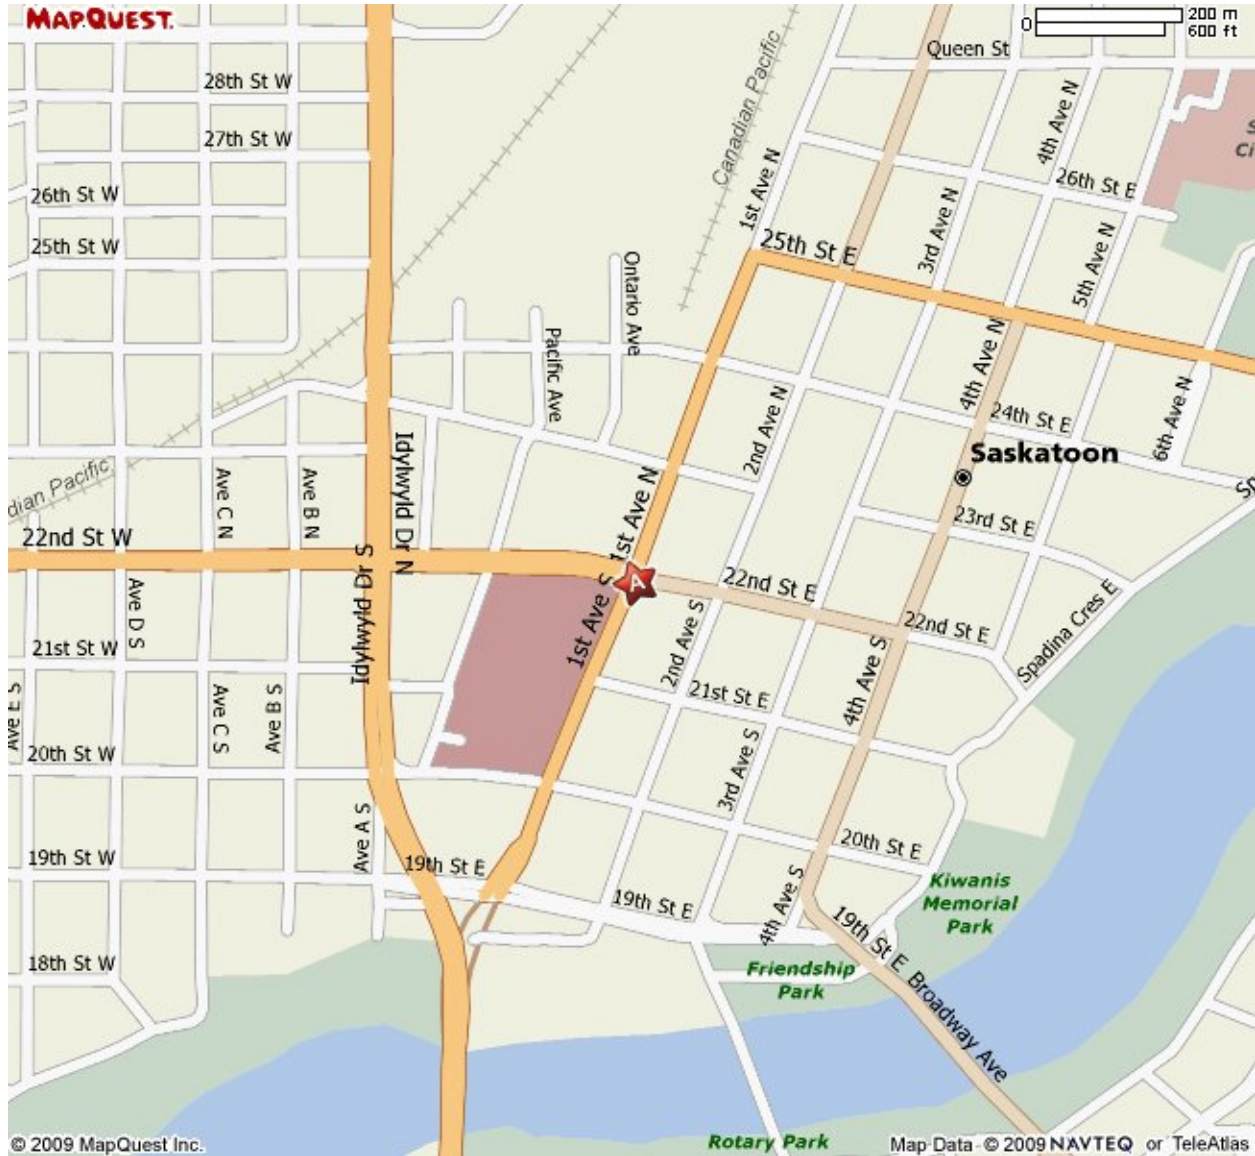 MAPQUEST.
0
200 m
600 ft
Queen St
28th St W
27th St W
26th St W
25th St W
Canadian Pacific
1st Ave N
4th Ave N
26th St E
3rd Ave N
5th Ave N
25th St E
Ontario Ave
Pacific Ave
4th Ave N
24th St E
6th Ave N
2nd Ave N
Saskatoon
dian Pacific
Idylwyld Dr N
Ave C N
Ave B N
1st Ave N
23rd St E
22nd St W
Idylwyld Dr S
A
22nd St E
22nd St E
Ave D S
1st Ave S
2nd Ave S
Spadina Cres E
21st St W
21st St E
4th Ave S
Ave E S
Ave C S
Ave B S
20th St W
3rd Ave S
Ave A S
19th St W
19th St E
20th St E
19th St E
4th Ave S
Kiwanis
Memorial
Park
19th St E
18th St W
Friendship
Park
Broadway Ave
Rotary Park
© 2009 MapQuest Inc.
Map Data © 2009 NAVTEQ or TeleAtlas